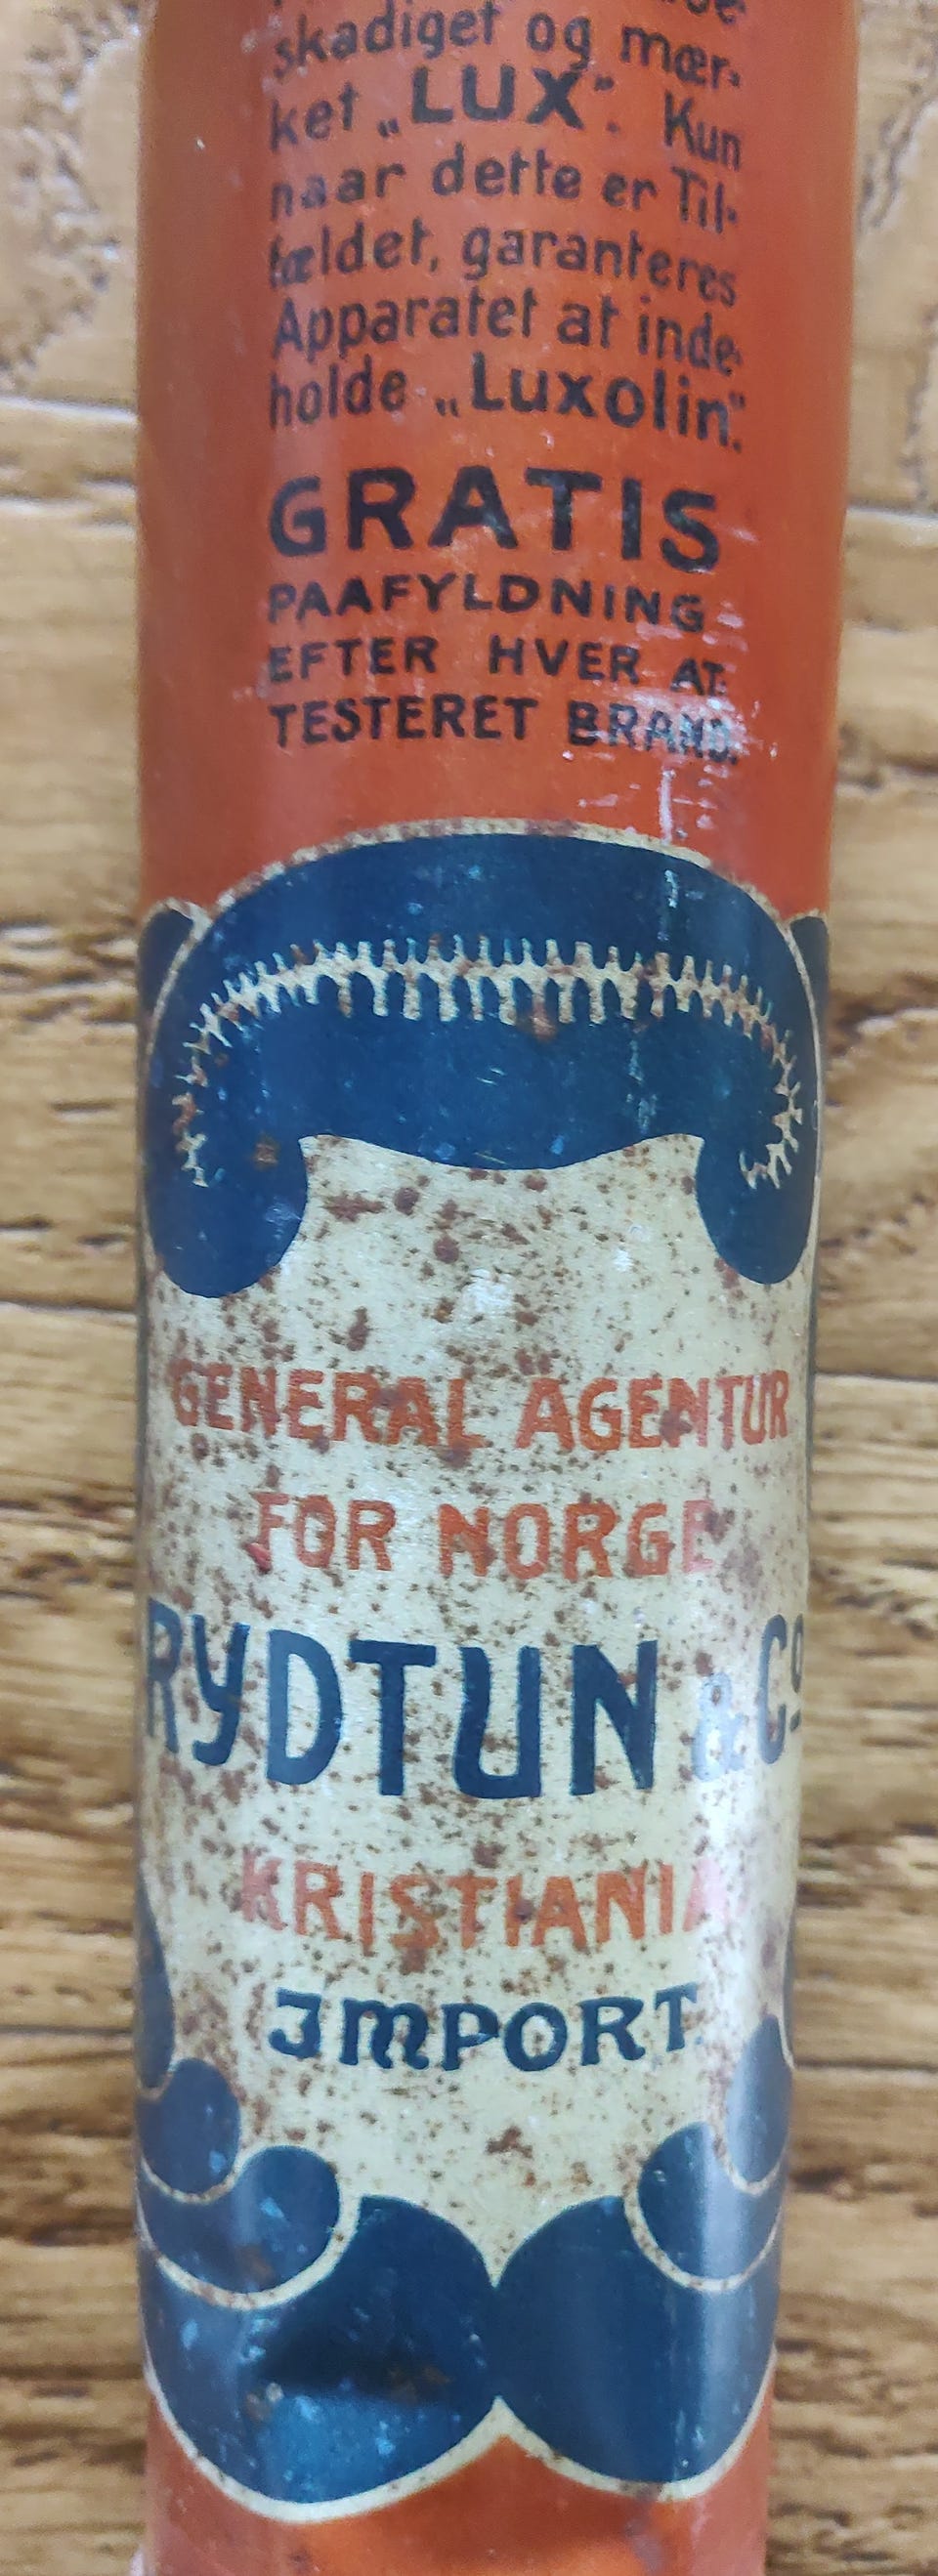 skadiget og mær-
ket „LUX“. Kun
naar dette er Til-
fældet, garanteres
Apparatet at inde-
holde „Luxolin“.
GRATIS
PAAFYLDNING
EFTER HVER AT-
TESTERET BRAND.
GENERAL AGENTUR
FOR NORGE
RYDTUN & Co
KRISTIANIA
IMPORT.